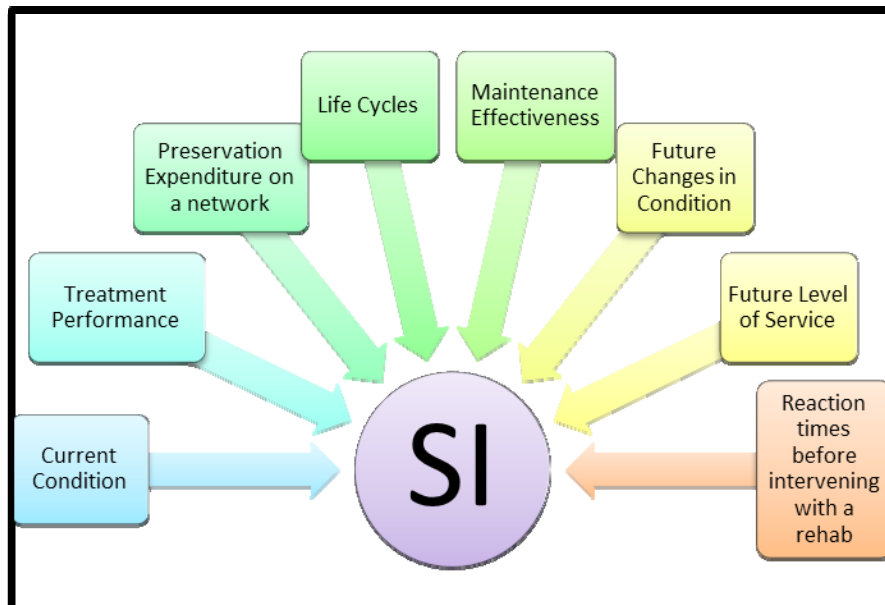 Current
Condition
Treatment
Performance
Preservation
Expenditure on
a network
Life Cycles
Maintenance
Effectiveness
Future
Changes in
Condition
Future Level
of Service
Reaction
times
before
intervening
with a
rehab
SI